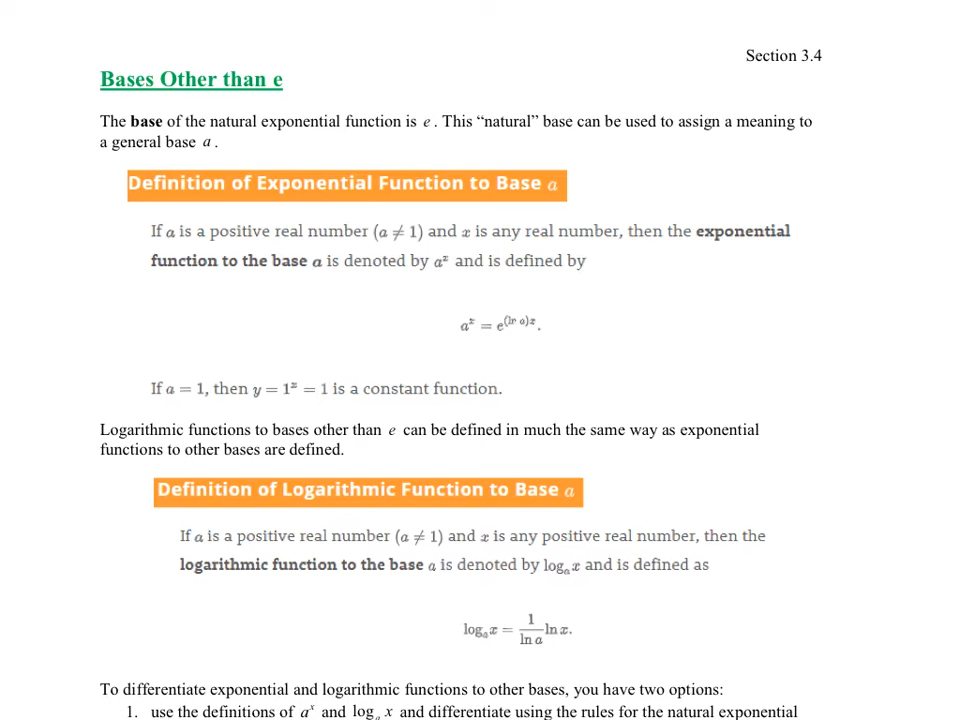 Section 3.4
Bases Other than e
The base of the natural exponential function is e. This “natural” base can be used to assign a meaning to
a general base a.
Definition of Exponential Function to Base a
If a is a positive real number (a ≠ 1) and x is any real number, then the exponential
function to the base a is denoted by aˣ and is defined by
aˣ = e^(ln a)x.
If a = 1, then y = 1ˣ = 1 is a constant function.
Logarithmic functions to bases other than e can be defined in much the same way as exponential
functions to other bases are defined.
Definition of Logarithmic Function to Base a
If a is a positive real number (a ≠ 1) and x is any positive real number, then the
logarithmic function to the base a is denoted by logₐ x and is defined as
logₐ x = 1/ln a ln x.
To differentiate exponential and logarithmic functions to other bases, you have two options:
1. use the definitions of aˣ and logₐ x and differentiate using the rules for the natural exponential